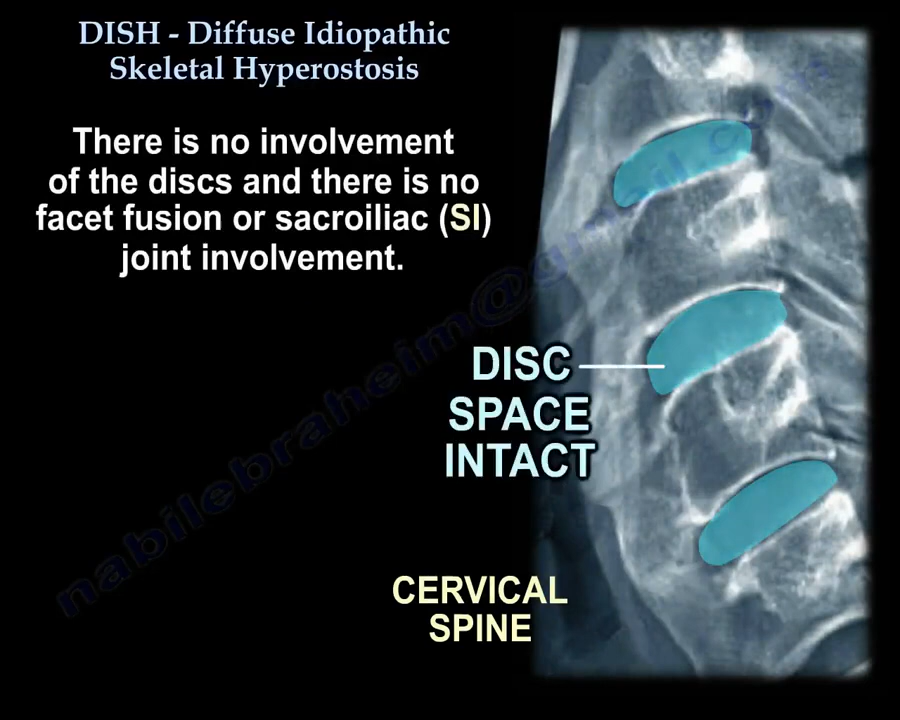 DISH - Diffuse Idiopathic
Skeletal Hyperostosis
There is no involvement
of the discs and there is no
facet fusion or sacroiliac (SI)
joint involvement.
DISC
SPACE
INTACT
CERVICAL
SPINE
nabilebraheim@gmail.com